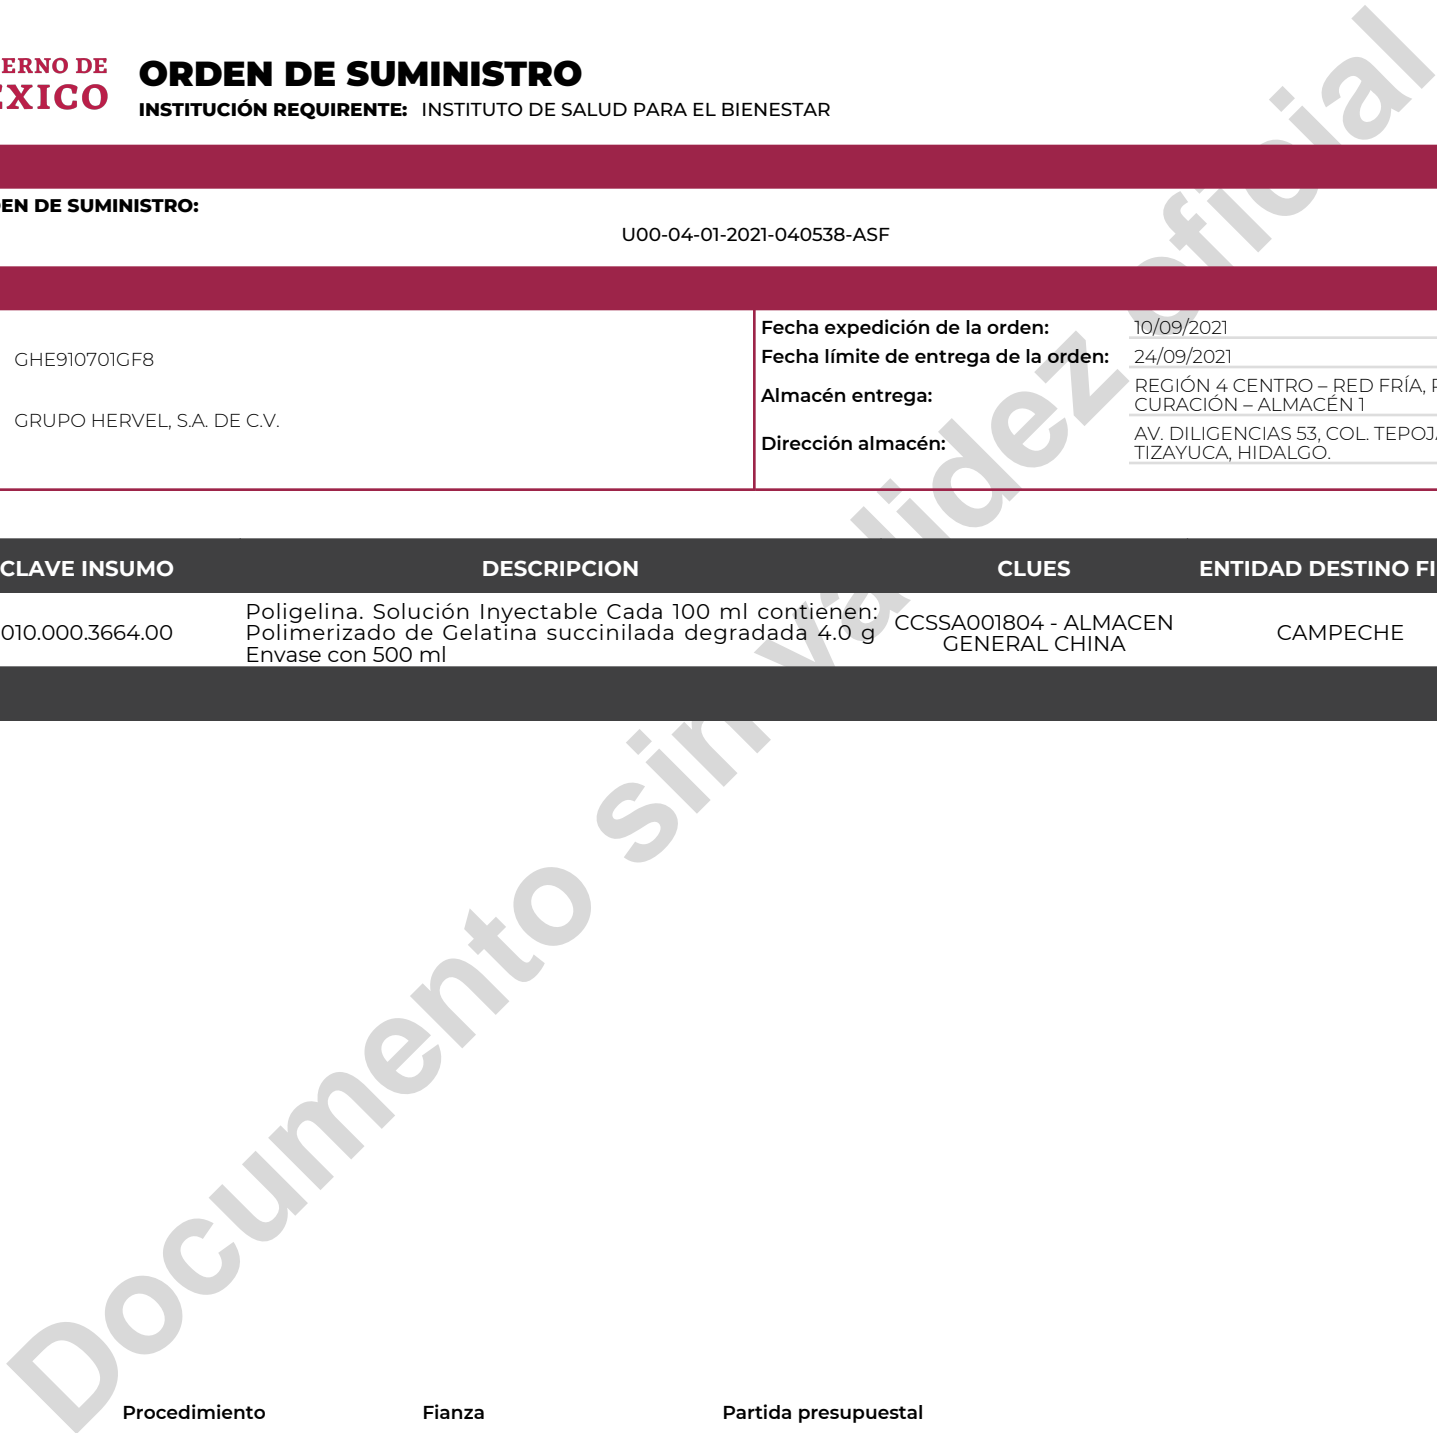 ERNO DE
ÉXICO
ORDEN DE SUMINISTRO
INSTITUCIÓN REQUIRENTE: INSTITUTO DE SALUD PARA EL BIENESTAR
EN DE SUMINISTRO:
U00-04-01-2021-040538-ASF
GHE910701GF8
GRUPO HERVEL, S.A. DE C.V.
Fecha expedición de la orden: 10/09/2021
Fecha límite de entrega de la orden: 24/09/2021
Almacén entrega: REGIÓN 4 CENTRO – RED FRÍA,
CURACIÓN – ALMACÉN 1
Dirección almacén: AV. DILIGENCIAS 53, COL. TEPOJA
TIZAYUCA, HIDALGO.
CLAVE INSUMO DESCRIPCION CLUES ENTIDAD DESTINO FI
010.000.3664.00
Poligelina. Solución Inyectable Cada 100 ml contienen:
Polimerizado de Gelatina succinilada degradada 4.0 g
Envase con 500 ml
CCSSA001804 - ALMACEN
GENERAL CHINA
CAMPECHE
Documento sin validez oficial
Procedimiento Fianza Partida presupuestal